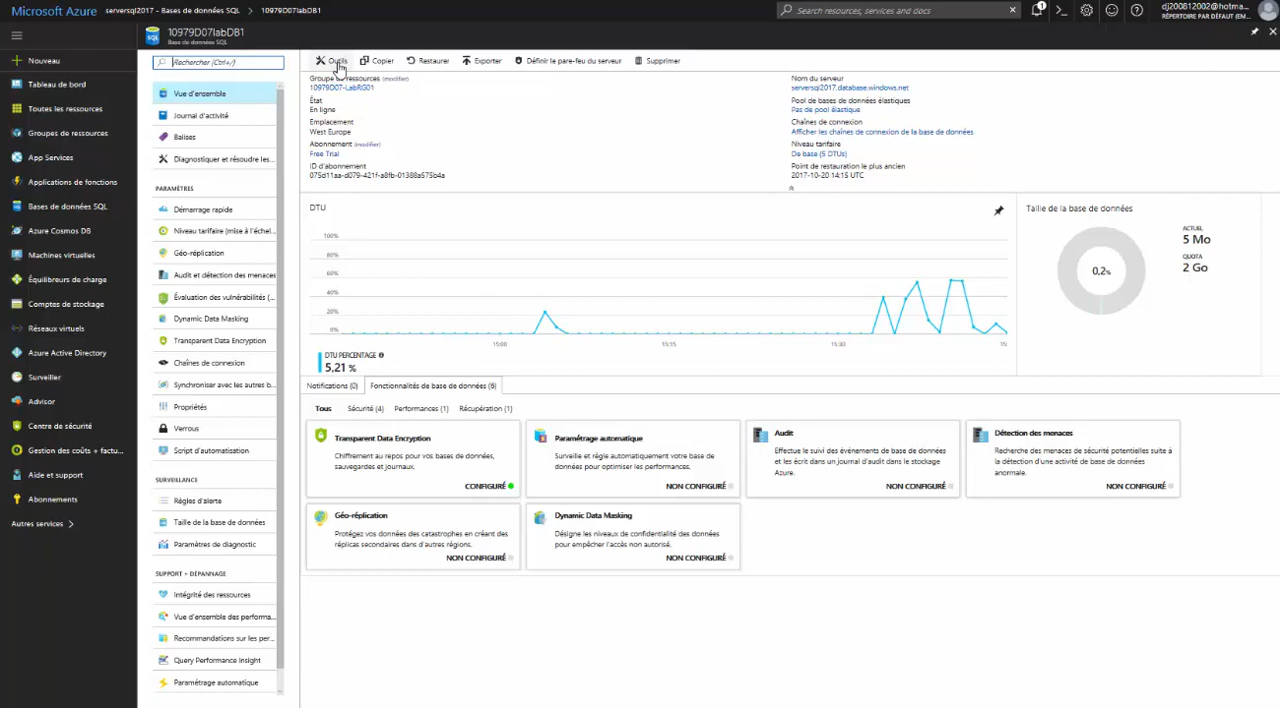 Microsoft Azure serversql2017 - Bases de données SQL > 10979D07labDB1
Search resources, services and docs
1
dj200812002@hotma...
RÉPERTOIRE PAR DÉFAUT (EM...
10979D07labDB1
Base de données SQL
Nouveau
Tableau de bord
Toutes les ressources
Groupes de ressources
App Services
Applications de fonctions
Bases de données SQL
Azure Cosmos DB
Machines virtuelles
Équilibreurs de charge
Comptes de stockage
Réseaux virtuels
Azure Active Directory
Surveiller
Advisor
Centre de sécurité
Gestion des coûts + factu...
Aide et support
Abonnements
Autres services >
Rechercher (Ctrl+/)
Vue d'ensemble
Journal d'activité
Balises
Diagnostiquer et résoudre les...
PARAMÈTRES
Démarrage rapide
Niveau tarifaire (mise à l'échel...
Géo-réplication
Audit et détection des menaces
Évaluation des vulnérabilités (...
Dynamic Data Masking
Transparent Data Encryption
Chaînes de connexion
Synchroniser avec les autres b...
Propriétés
Verrous
Script d'automatisation
SURVEILLANCE
Règles d'alerte
Taille de la base de données
Paramètres de diagnostic
SUPPORT + DÉPANNAGE
Intégrité des ressources
Vue d'ensemble des performa...
Recommandations sur les per...
Query Performance Insight
Paramétrage automatique
Outils Copier Restaurer Exporter Définir le pare-feu du serveur Supprimer
Groupe de ressources (modifier)
10979D07-LabRG01
État
En ligne
Emplacement
West Europe
Abonnement (modifier)
Free Trial
ID d'abonnement
075d11aa-d079-421f-a8fb-01388a575b4a
Nom du serveur
serversql2017.database.windows.net
Pool de bases de données élastiques
Pas de pool élastique
Chaînes de connexion
Afficher les chaînes de connexion de la base de données
Niveau tarifaire
De base (5 DTUs)
Point de restauration le plus ancien
2017-10-20 14:15 UTC
DTU
100%
80%
60%
40%
20%
0%
15:00 15:15 15:30 15:
DTU PERCENTAGE
5,21 %
Taille de la base de données
0,2%
ACTUEL
5 Mo
QUOTA
2 Go
Notifications (0) Fonctionnalités de base de données (6)
Tous Sécurité (4) Performances (1) Récupération (1)
Transparent Data Encryption
Chiffrement au repos pour vos bases de données,
sauvegardes et journaux.
CONFIGURÉ
Paramétrage automatique
Surveille et règle automatiquement votre base de
données pour optimiser les performances.
NON CONFIGURÉ
Audit
Effectue le suivi des événements de base de données
et les écrit dans un journal d'audit dans le stockage
Azure.
NON CONFIGURÉ
Détection des menaces
Recherche des menaces de sécurité potentielles suite à
la détection d'une activité de base de données
anormale.
NON CONFIGURÉ
Géo-réplication
Protégez vos données des catastrophes en créant des
réplicas secondaires dans d'autres régions.
NON CONFIGURÉ
Dynamic Data Masking
Désigne les niveaux de confidentialité des données
pour empêcher l'accès non autorisé.
NON CONFIGURÉ